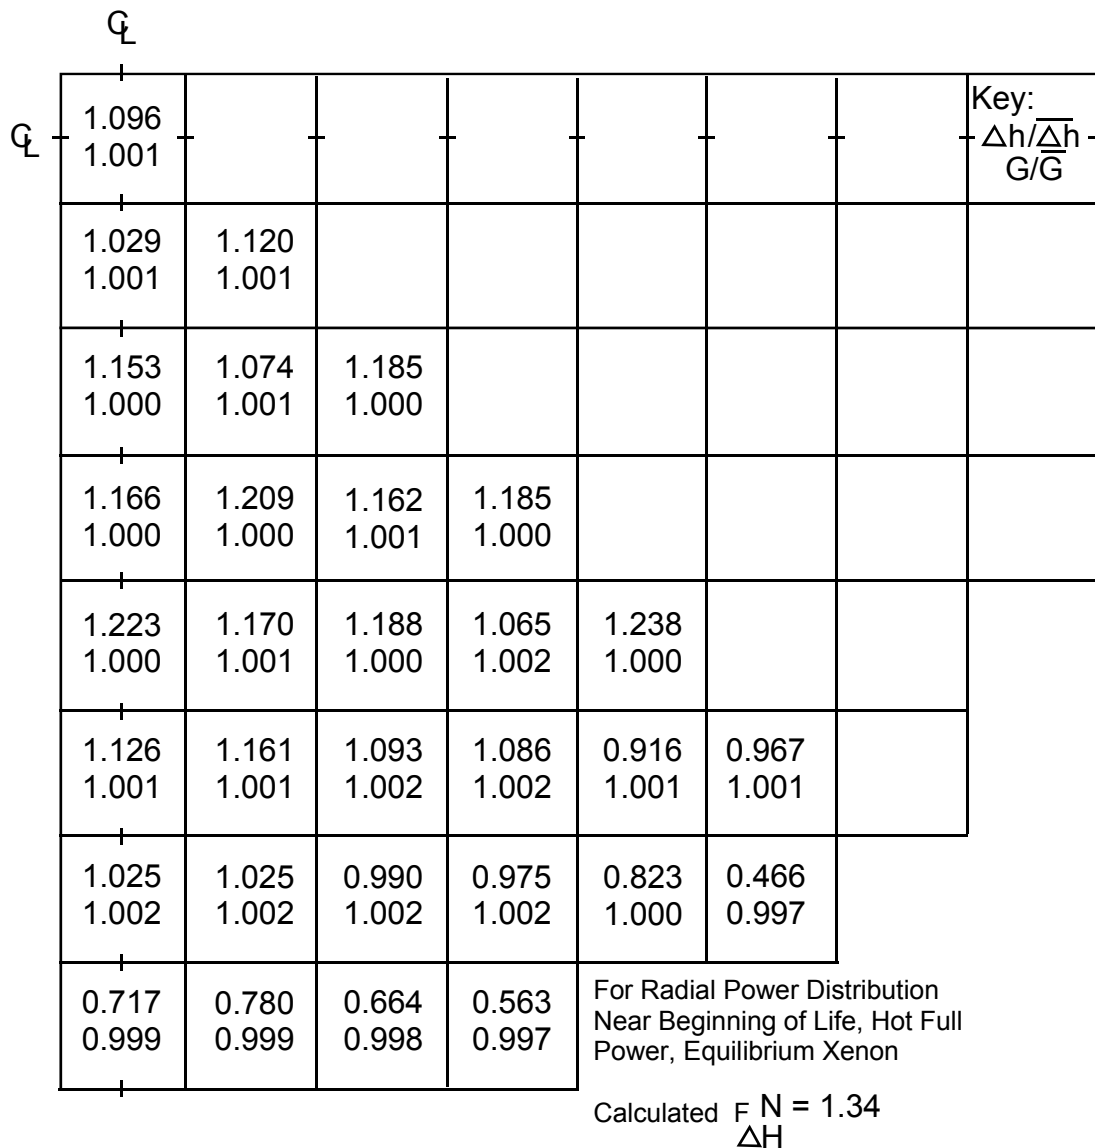 ℄
℄
1.096
1.001
Key:
△h/△h
G/G
1.029 1.120
1.001 1.001
1.153 1.074 1.185
1.000 1.001 1.000
1.166 1.209 1.162 1.185
1.000 1.000 1.001 1.000
1.223 1.170 1.188 1.065 1.238
1.000 1.001 1.000 1.002 1.000
1.126 1.161 1.093 1.086 0.916 0.967
1.001 1.001 1.002 1.002 1.001 1.001
1.025 1.025 0.990 0.975 0.823 0.466
1.002 1.002 1.002 1.002 1.000 0.997
0.717 0.780 0.664 0.563
0.999 0.999 0.998 0.997
For Radial Power Distribution
Near Beginning of Life, Hot Full
Power, Equilibrium Xenon
Calculated F N = 1.34
△H